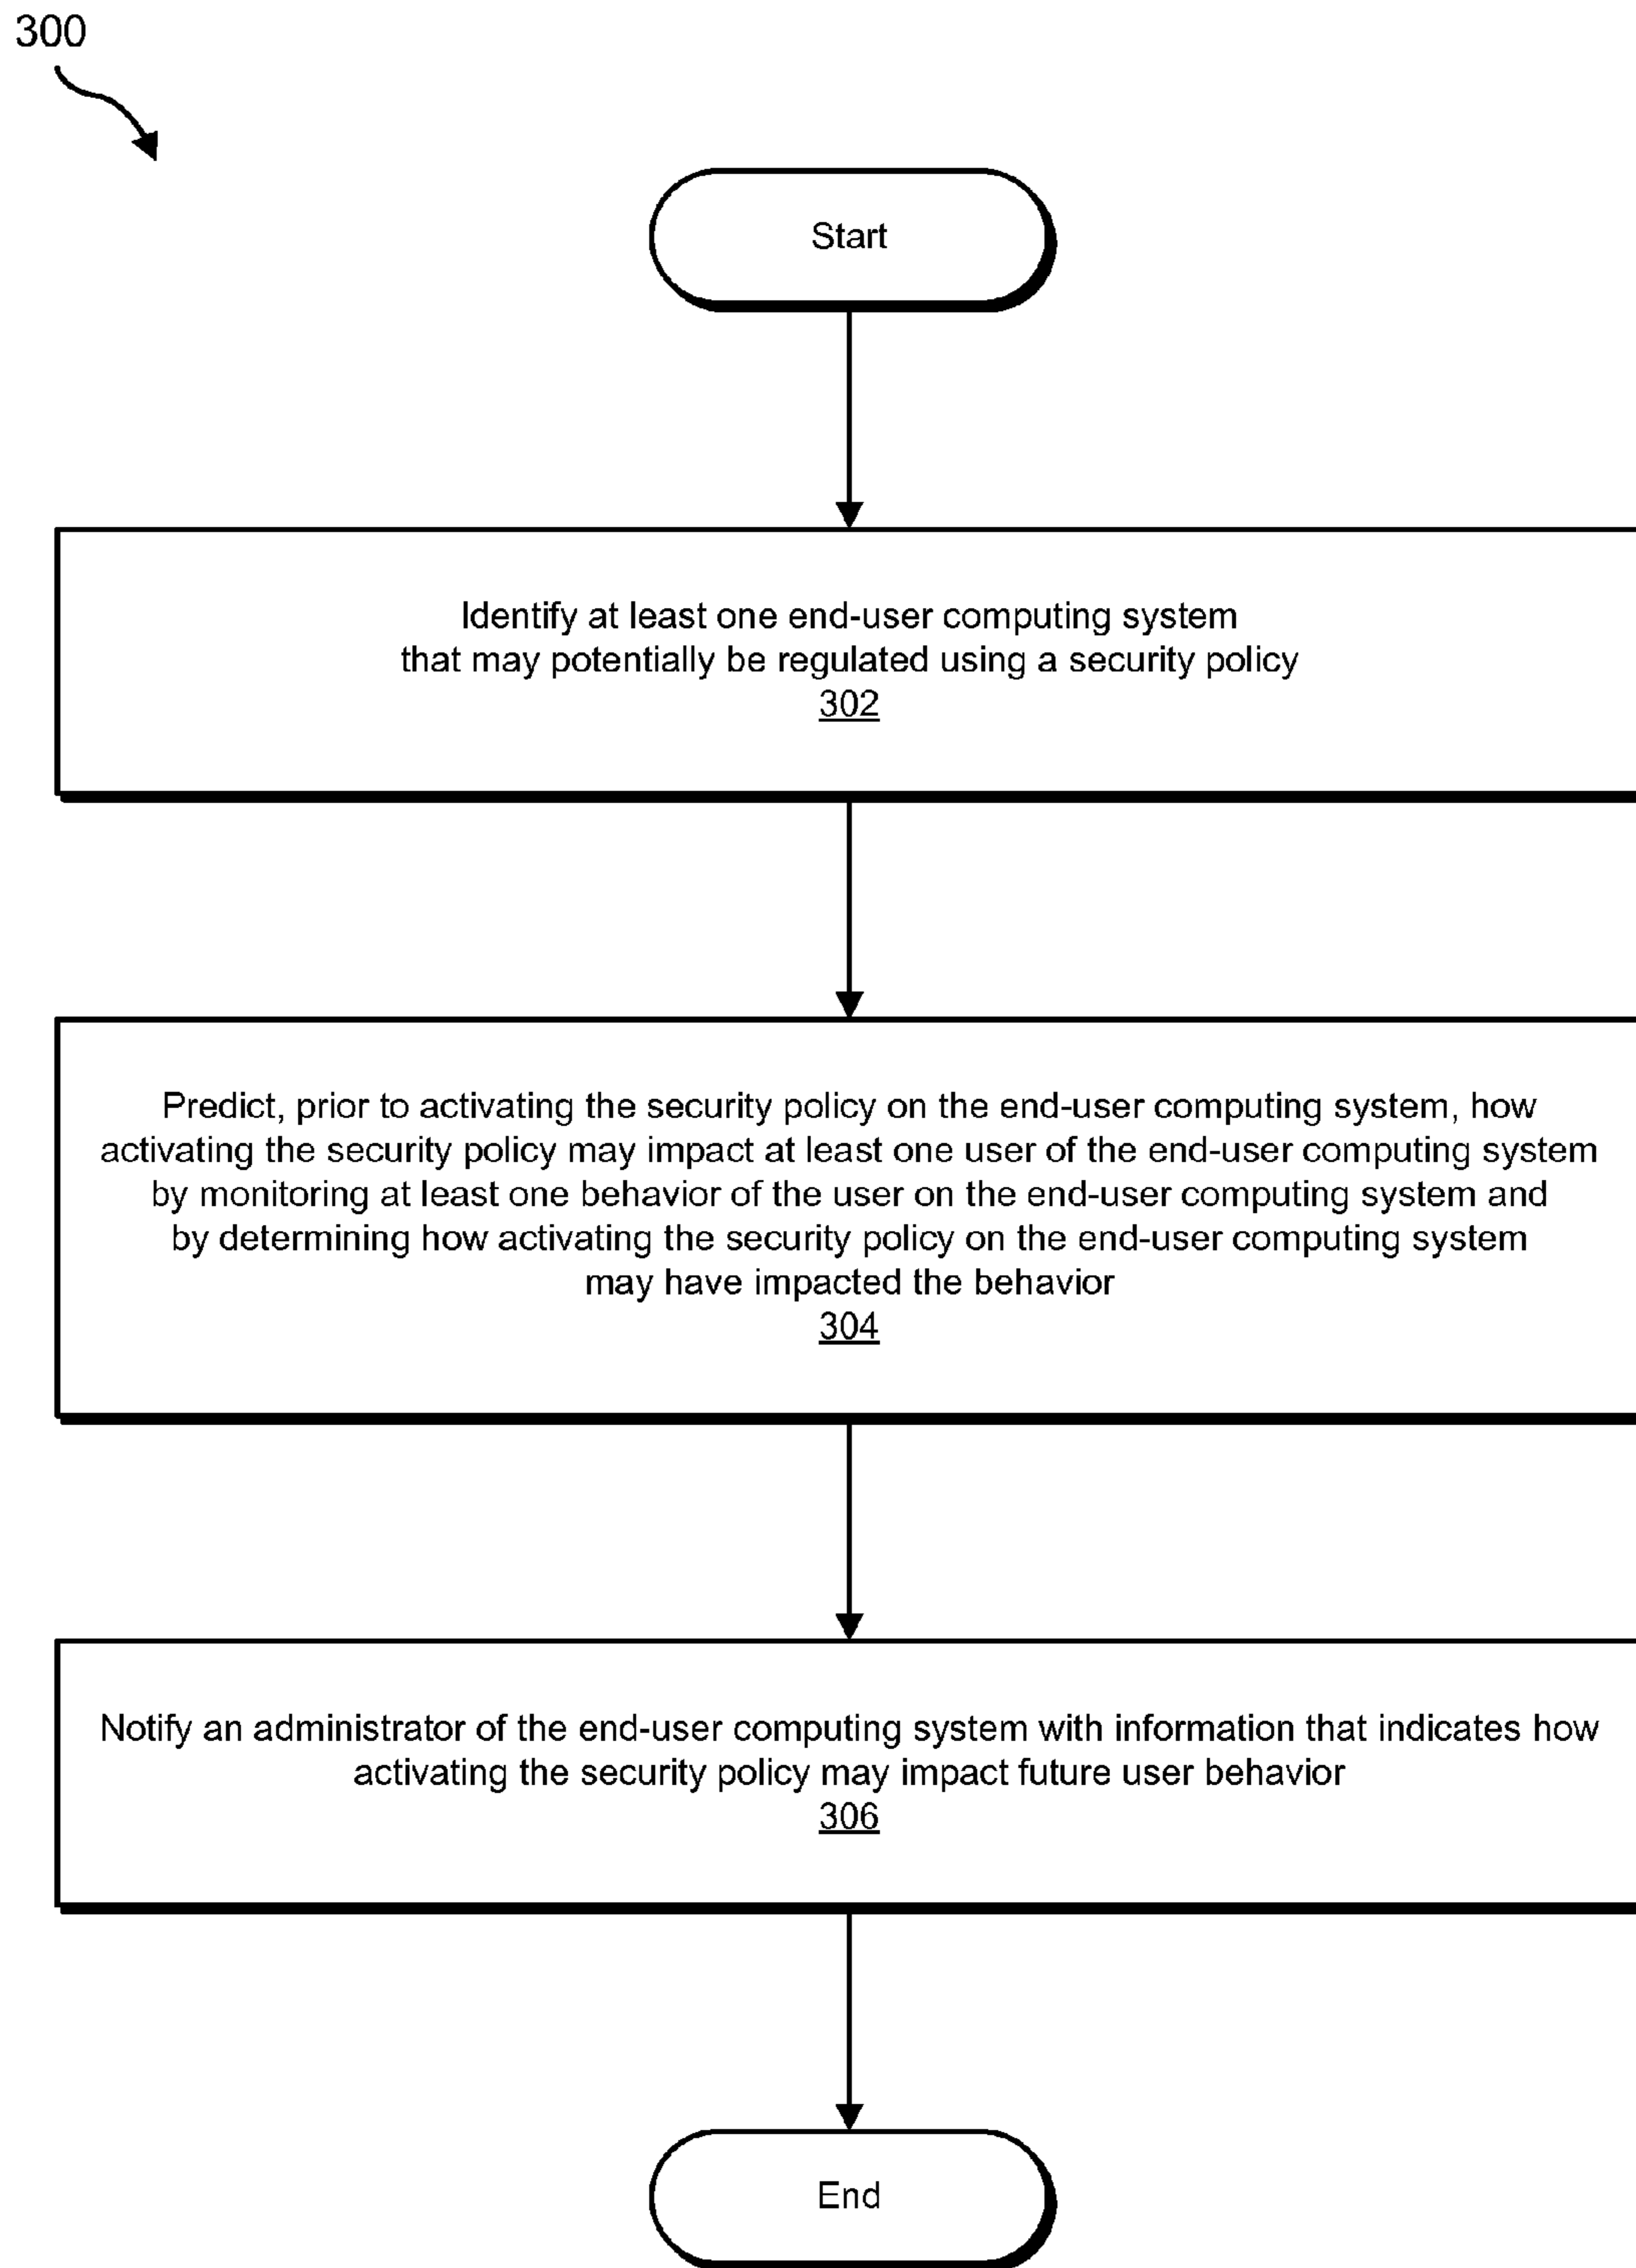 300
Start
Identify at least one end-user computing system
that may potentially be regulated using a security policy
302
Predict, prior to activating the security policy on the end-user computing system, how
activating the security policy may impact at least one user of the end-user computing system
by monitoring at least one behavior of the user on the end-user computing system and
by determining how activating the security policy on the end-user computing system
may have impacted the behavior
304
Notify an administrator of the end-user computing system with information that indicates how
activating the security policy may impact future user behavior
306
End